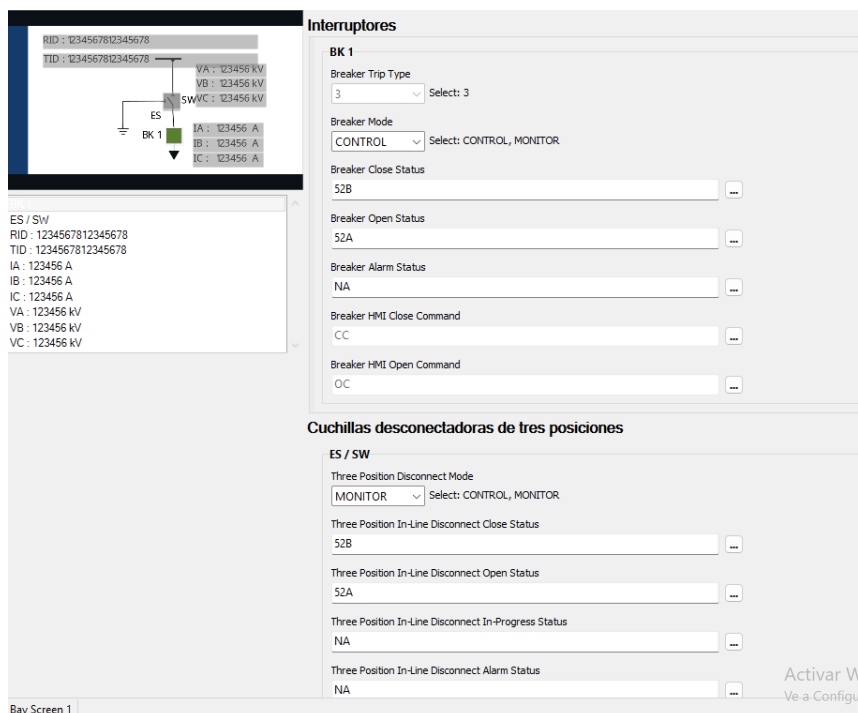 RID : 1234567812345678
TID : 1234567812345678
VA : 123456 kV
VB : 123456 kV
VC : 123456 kV
SW
ES
BK 1
IA : 123456 A
IB : 123456 A
IC : 123456 A
ES / SW
RID : 1234567812345678
TID : 1234567812345678
IA : 123456 A
IB : 123456 A
IC : 123456 A
VA : 123456 kV
VB : 123456 kV
VC : 123456 kV
Bay Screen 1
Interruptores
BK 1
Breaker Trip Type
3 Select: 3
Breaker Mode
CONTROL Select: CONTROL, MONITOR
Breaker Close Status
52B ...
Breaker Open Status
52A ...
Breaker Alarm Status
NA ...
Breaker HMI Close Command
CC ...
Breaker HMI Open Command
OC ...
Cuchillas desconectadoras de tres posiciones
ES / SW
Three Position Disconnect Mode
MONITOR Select: CONTROL, MONITOR
Three Position In-Line Disconnect Close Status
52B ...
Three Position In-Line Disconnect Open Status
52A ...
Three Position In-Line Disconnect In-Progress Status
NA ...
Three Position In-Line Disconnect Alarm Status
NA ...
Activar W
Ve a Configu